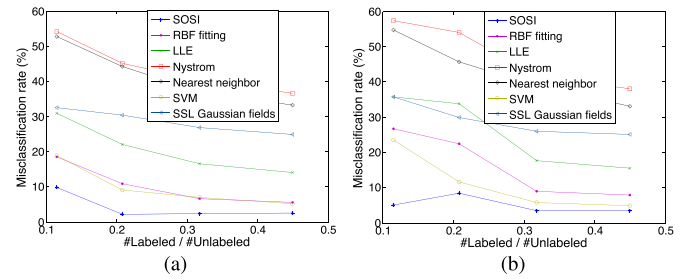 60
50
40
30
20
10
0
0.1
0.2
0.3
0.4
0.5
Misclassification rate (%)
#Labeled / #Unlabeled
SOSI
RBF fitting
LLE
Nystrom
Nearest neighbor
SVM
SSL Gaussian fields
(a)
60
50
40
30
20
10
0
0.1
0.2
0.3
0.4
0.5
Misclassification rate (%)
#Labeled / #Unlabeled
SOSI
RBF fitting
LLE
Nystrom
Nearest neighbor
SVM
SSL Gaussian fields
(b)